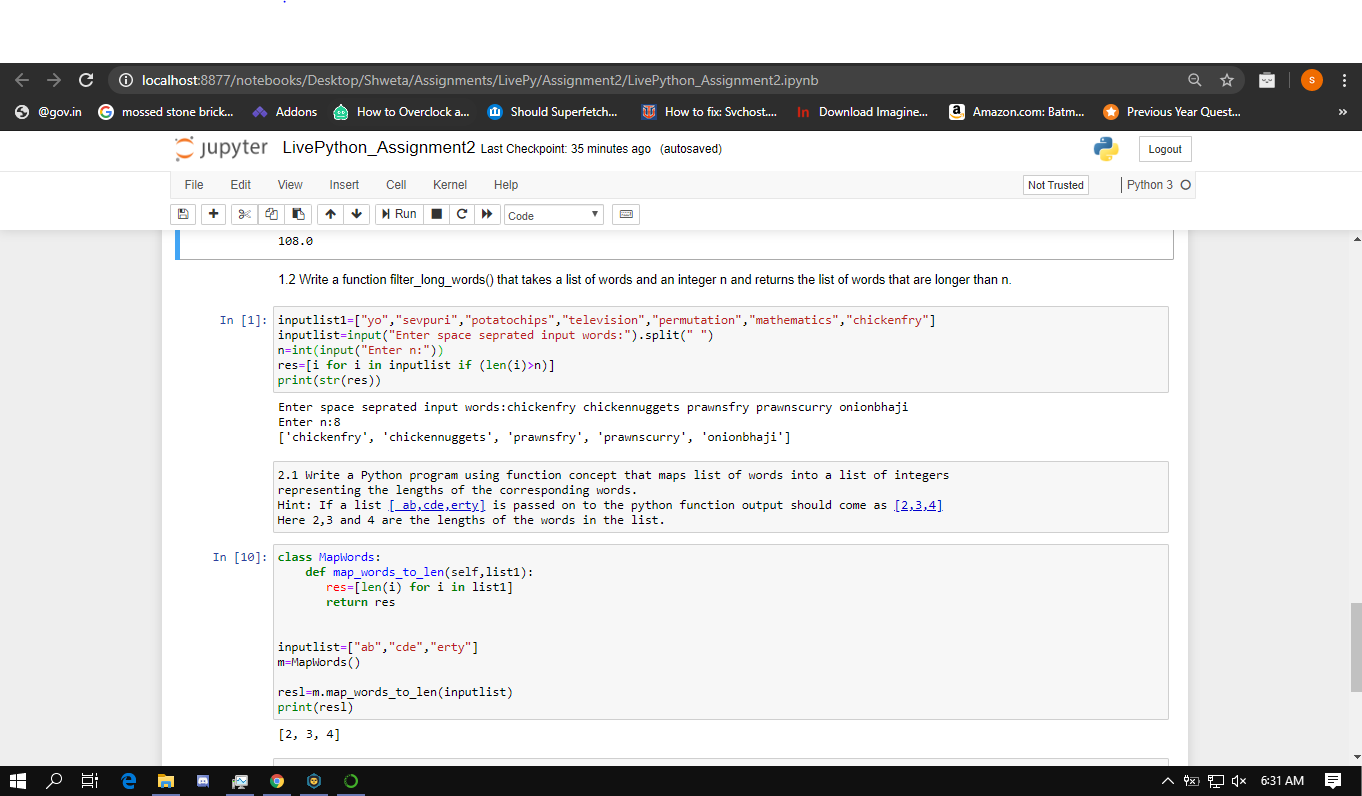 localhost:8877/notebooks/Desktop/Shweta/Assignments/LivePy/Assignment2/LivePython_Assignment2.ipynb
S
@gov.in mossed stone brick... Addons How to Overclock a... Should Superfetch... How to fix: Svchost.... In Download Imagine... a Amazon.com: Batm... Previous Year Quest... »
jupyter LivePython_Assignment2 Last Checkpoint: 35 minutes ago (autosaved) Logout
File Edit View Insert Cell Kernel Help Not Trusted Python 3
Run Code
108.0
1.2 Write a function filter_long_words() that takes a list of words and an integer n and returns the list of words that are longer than n.
In [1]: inputlist1=["yo","sevpuri","potatochips","television","permutation","mathematics","chickenfry"]
inputlist=input("Enter space seprated input words:").split(" ")
n=int(input("Enter n:"))
res=[i for i in inputlist if (len(i)>n)]
print(str(res))
Enter space seprated input words:chickenfry chickennuggets prawnsfry prawnscurry onionbhaji
Enter n:8
['chickenfry', 'chickennuggets', 'prawnsfry', 'prawnscurry', 'onionbhaji']
2.1 Write a Python program using function concept that maps list of words into a list of integers
representing the lengths of the corresponding words.
Hint: If a list [ ab,cde,erty] is passed on to the python function output should come as [2,3,4]
Here 2,3 and 4 are the lengths of the words in the list.
In [10]: class MapWords:
def map_words_to_len(self,list1):
res=[len(i) for i in list1]
return res
inputlist=["ab","cde","erty"]
m=MapWords()
resl=m.map_words_to_len(inputlist)
print(resl)
[2, 3, 4]
6:31 AM